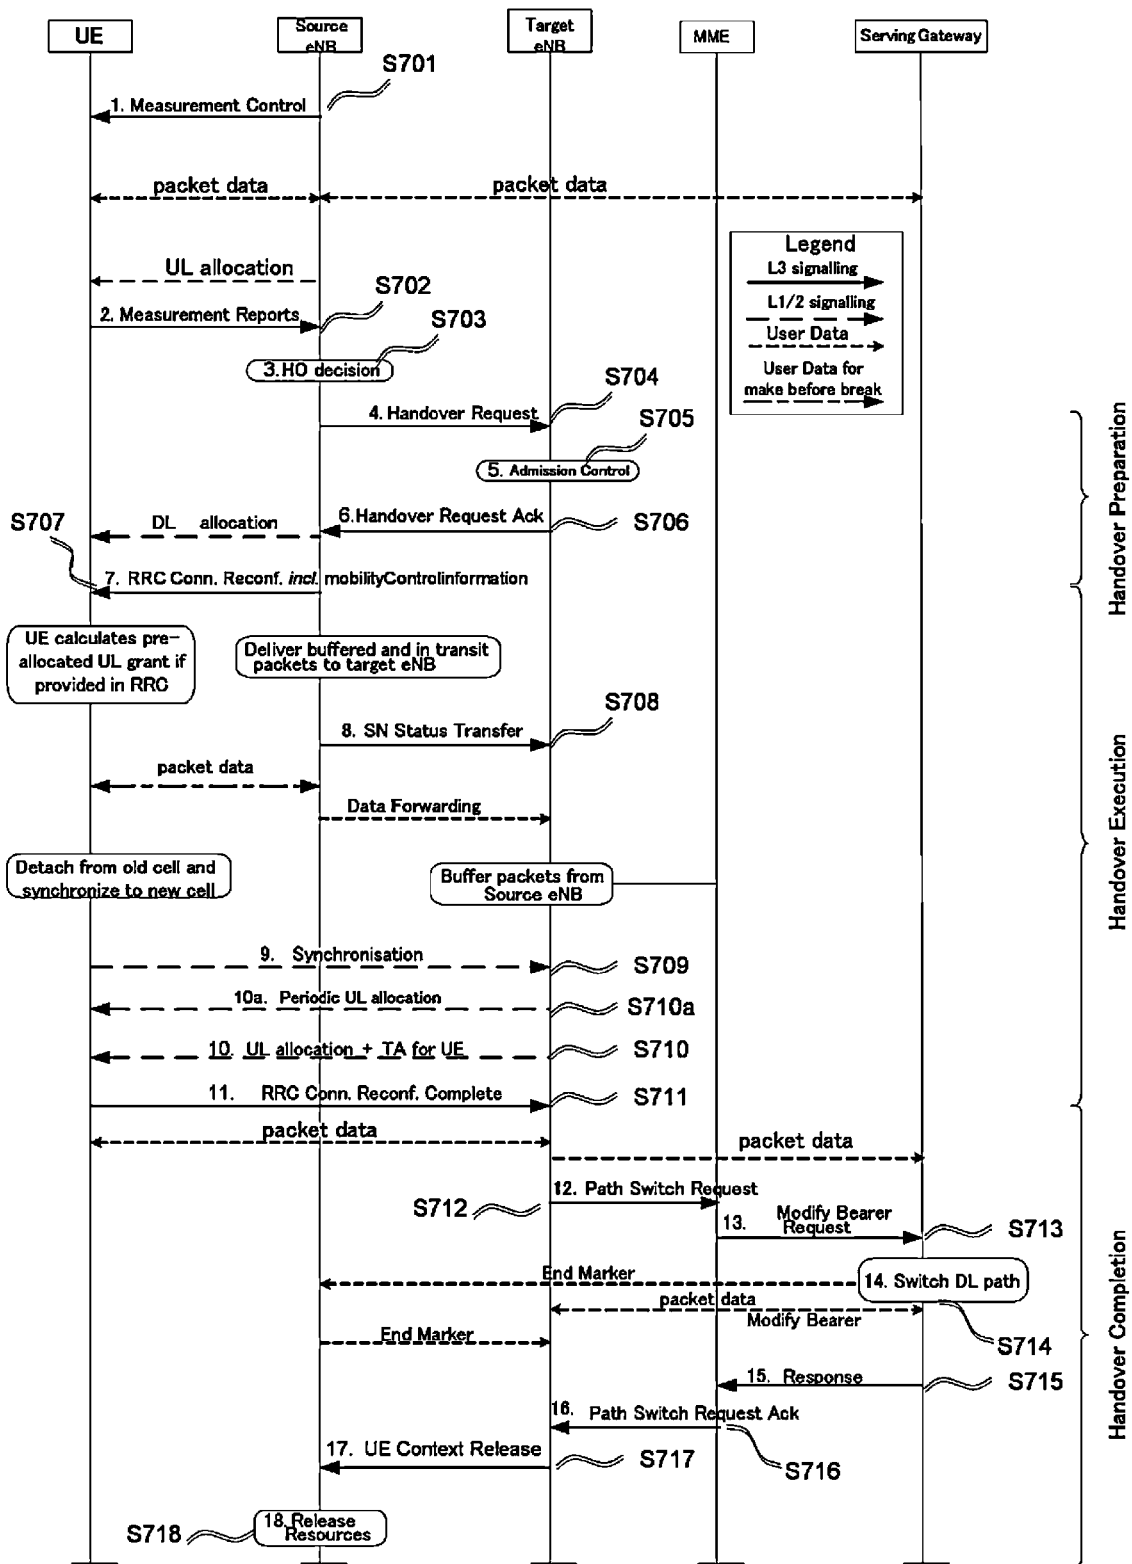 UE
Source
eNB
Target
eNB
MME
Serving Gateway
S701
1. Measurement Control
packet data
packet data
Legend
L3 signalling
L1/2 signalling
User Data
User Data for
make before break
UL allocation
S702
2. Measurement Reports
S703
3.HO decision
S704
4. Handover Request
S705
5. Admission Control
S707
DL allocation
6.Handover Request Ack
S706
7. RRC Conn. Reconf. incl. mobilityControlinformation
Handover Preparation
UE calculates pre-
allocated UL grant if
provided in RRC
Deliver buffered and in transit
packets to target eNB
S708
8. SN Status Transfer
packet data
Data Forwarding
Detach from old cell and
synchronize to new cell
Buffer packets from
Source eNB
Handover Execution
9. Synchronisation
S709
10a. Periodic UL allocation
S710a
10. UL allocation + TA for UE
S710
11. RRC Conn. Reconf. Complete
S711
packet data
packet data
S712
12. Path Switch Request
13. Modify Bearer
Request
S713
End Marker
14. Switch DL path
packet data
Modify Bearer
End Marker
S714
15. Response
S715
16. Path Switch Request Ack
17. UE Context Release
S717
S716
Handover Completion
S718
18.Release
Resources